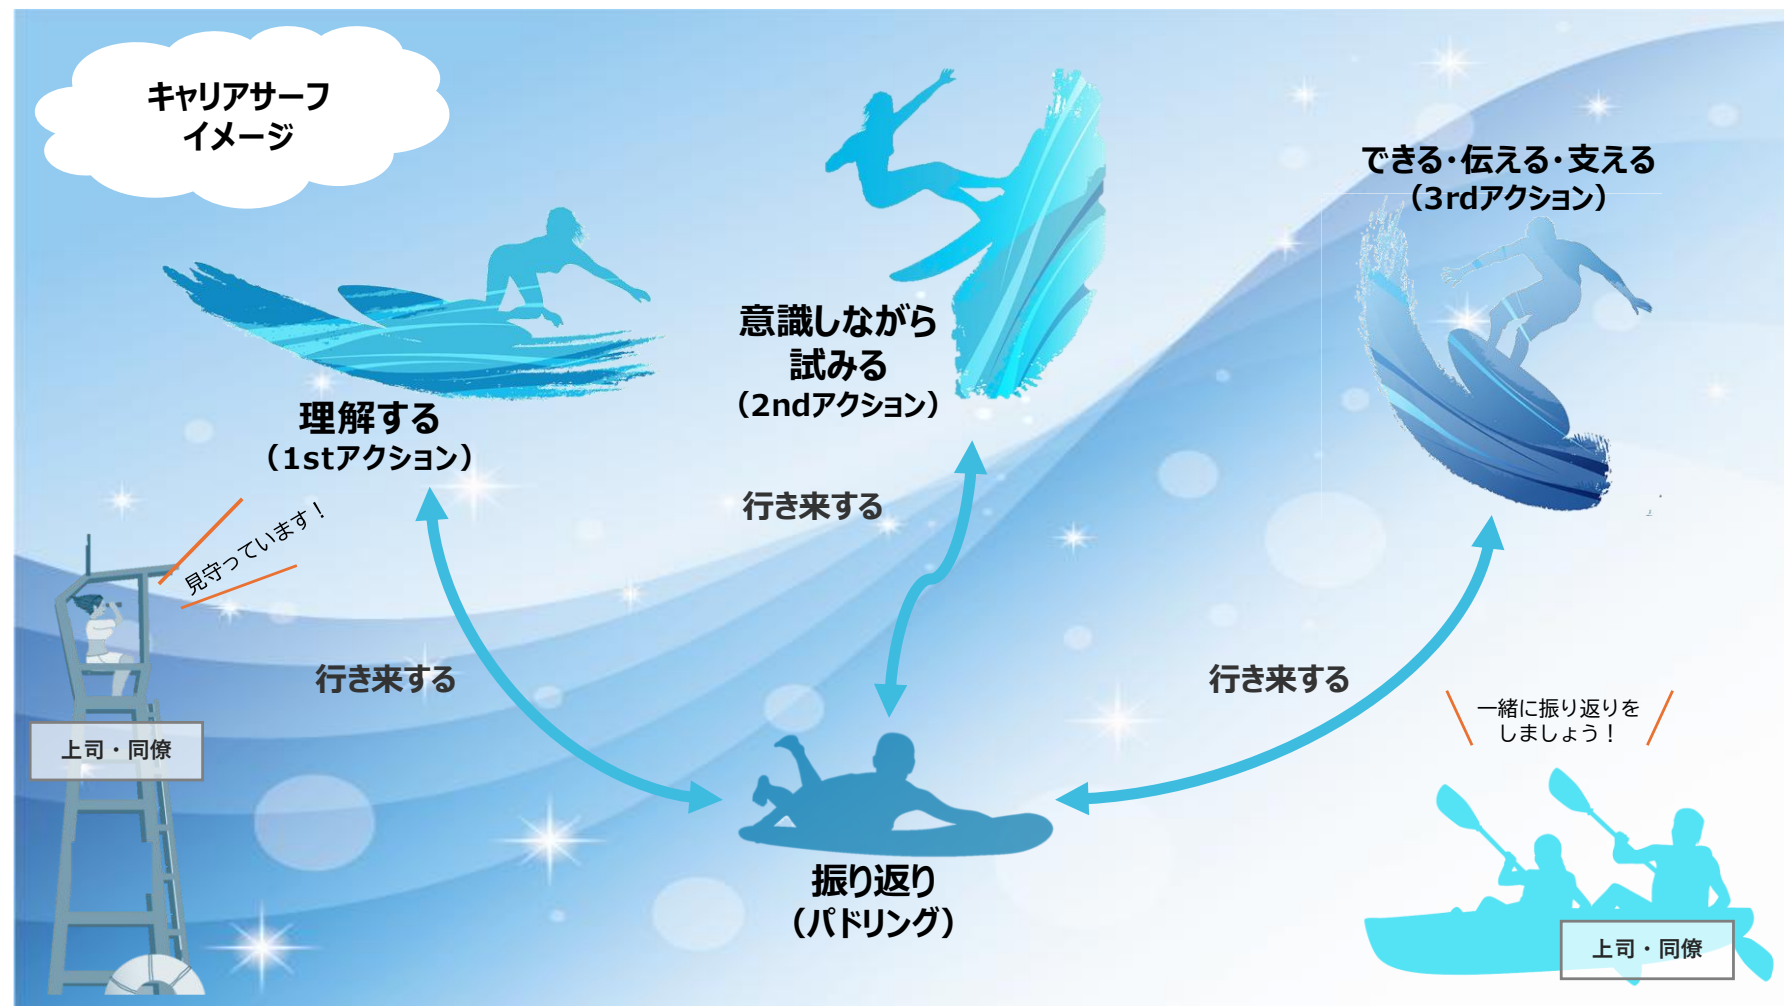 キャリアサーフ
イメージ
できる・伝える・支える
（3rdアクション）
意識しながら
試みる
（2ndアクション）
理解する
（1stアクション）
行き来する
見守っています！
行き来する
行き来する
一緒に振り返りを
しましょう！
上司・同僚
振り返り
（パドリング）
上司・同僚